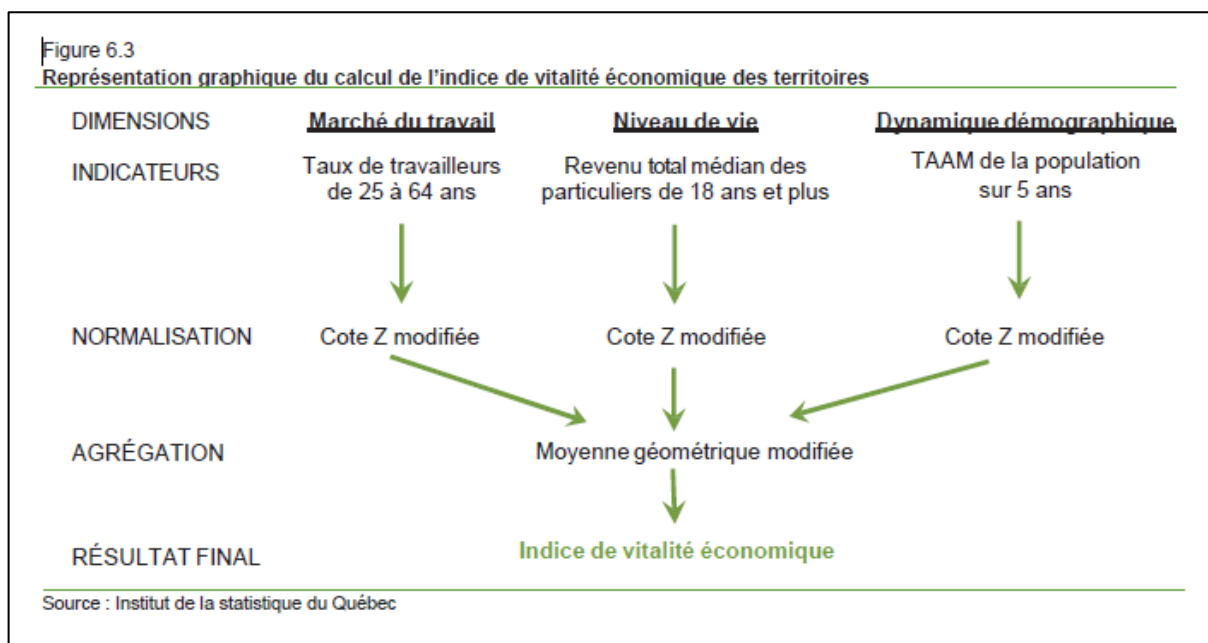 Figure 6.3
Représentation graphique du calcul de l'indice de vitalité économique des territoires
DIMENSIONS Marché du travail Niveau de vie Dynamique démographique
INDICATEURS Taux de travailleurs de 25 à 64 ans Revenu total médian des particuliers de 18 ans et plus TAAM de la population sur 5 ans
NORMALISATION Cote Z modifiée Cote Z modifiée Cote Z modifiée
AGRÉGATION Moyenne géométrique modifiée
RÉSULTAT FINAL Indice de vitalité économique
Source : Institut de la statistique du Québec